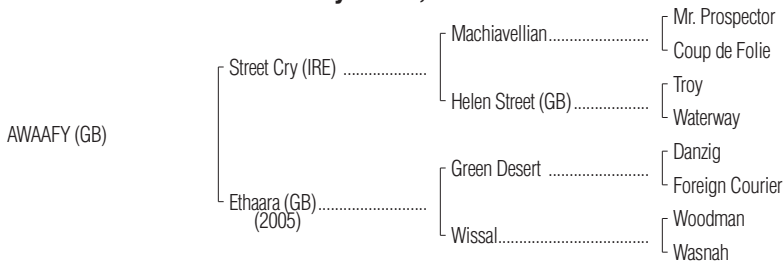 AWAAFY (GB)
Street Cry (IRE) ....................
Ethaara (GB)..........................
(2005)
Machiavellian........................
Helen Street (GB)..................
Green Desert ........................
Wissal....................................
Mr. Prospector
Coup de Folie
Troy
Waterway
Danzig
Foreign Courier
Woodman
Wasnah